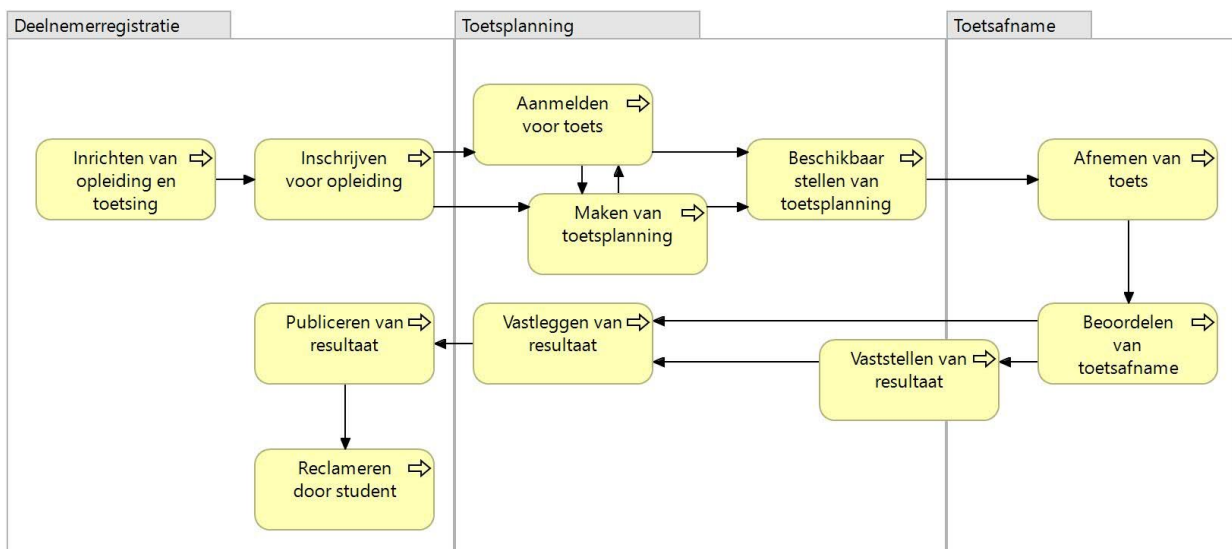 Deelnemerregistratie
Toetsplanning
Toetsafname
Aanmelden
voor toets
Inrichten van
opleiding en
toetsing
Inschrijven
voor opleiding
Beschikbaar
stellen van
toetsplanning
Afnemen van
toets
Maken van
toetsplanning
Publiceren van
resultaat
Vastleggen van
resultaat
Vaststellen van
resultaat
Beoordelen
van
toetsafname
Reclameren
door student